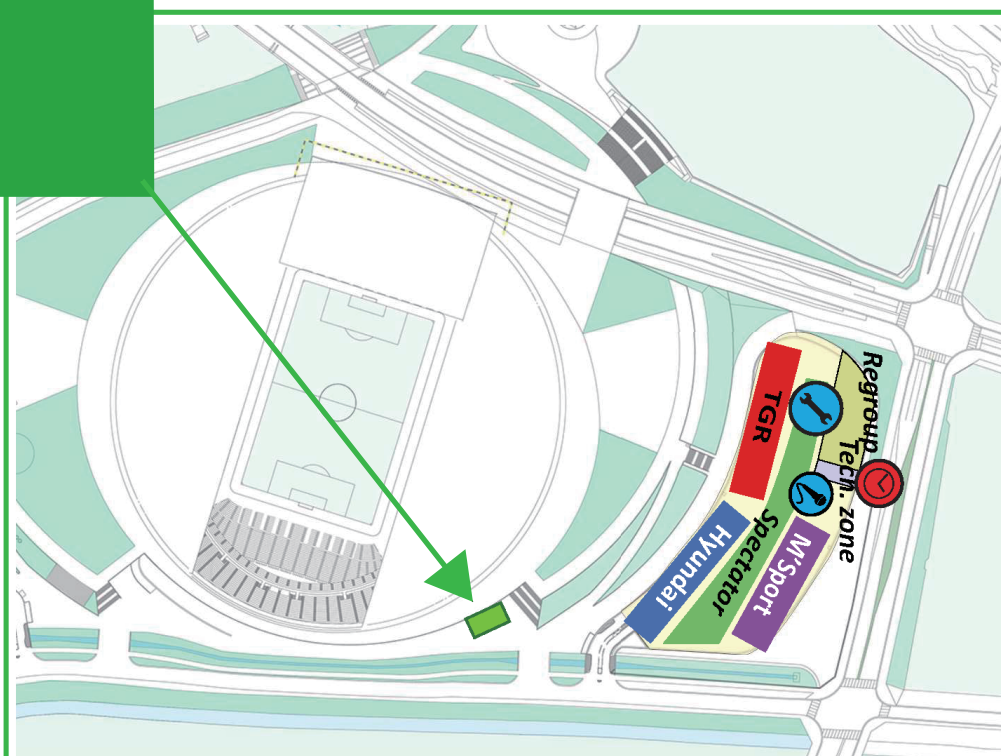 Regroup
TGR
Tech. zone
Spectator
Hyundai
M'Sport